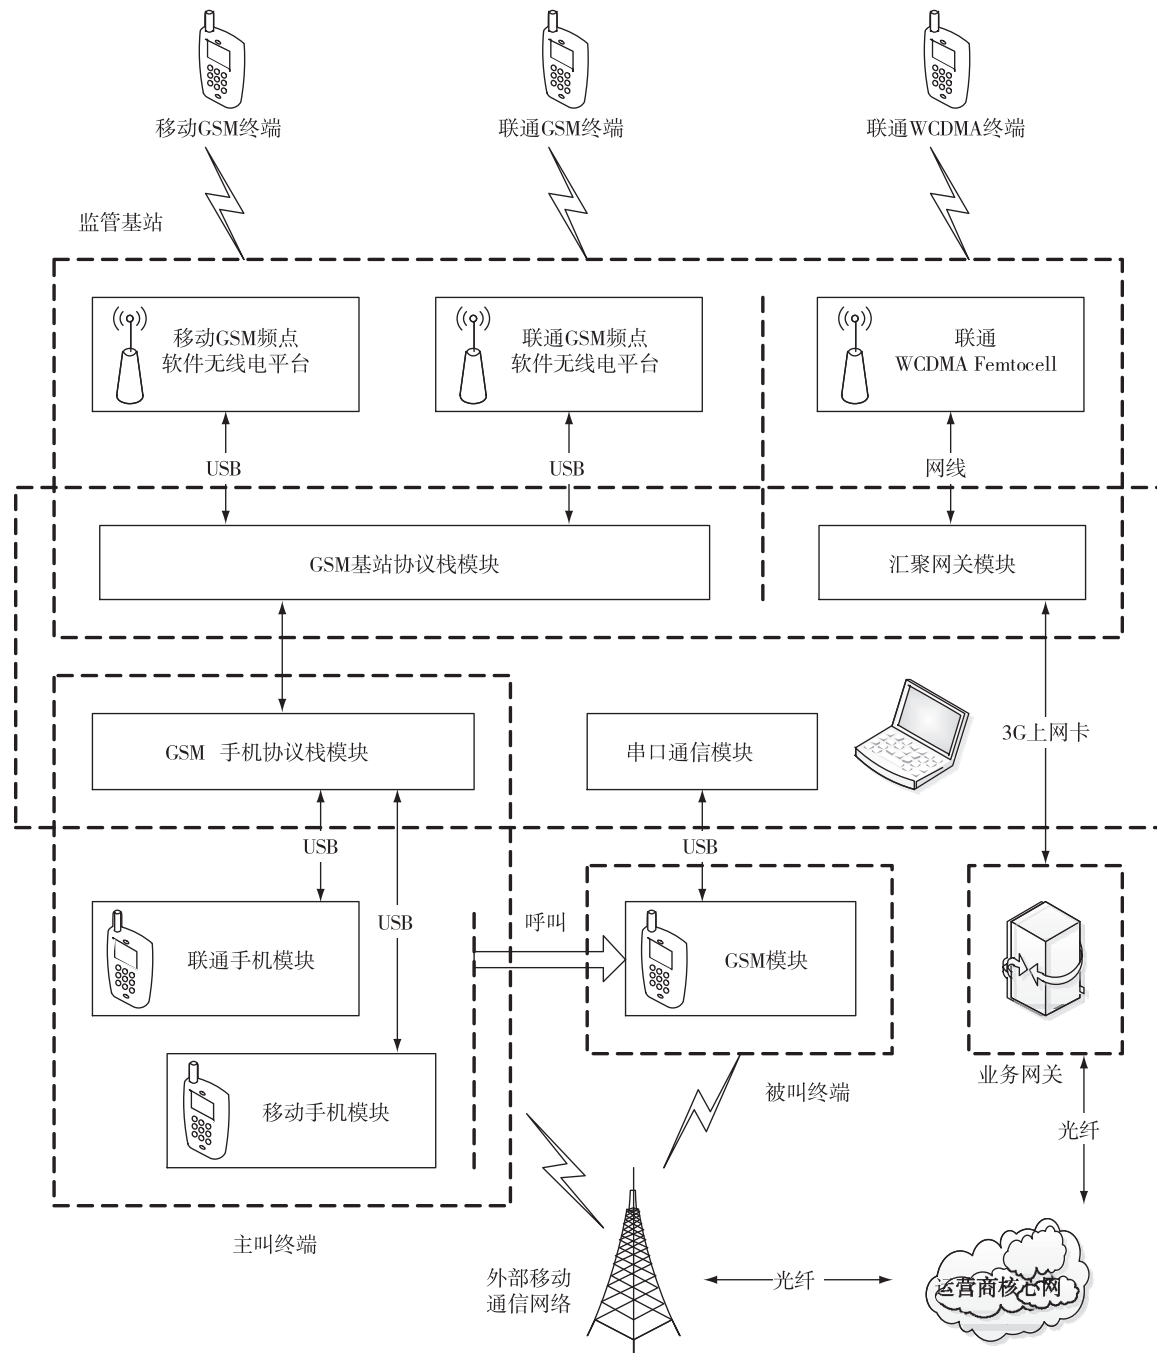 移动GSM终端
联通GSM终端
联通WCDMA终端
监管基站
移动GSM频点
软件无线电平台
联通GSM频点
软件无线电平台
联通
WCDMA Femtocell
USB
USB
网线
GSM基站协议栈模块
汇聚网关模块
GSM 手机协议栈模块
串口通信模块
3G上网卡
USB
USB
USB
呼叫
联通手机模块
GSM模块
业务网关
移动手机模块
被叫终端
光纤
主叫终端
外部移动
通信网络
光纤
运营商核心网